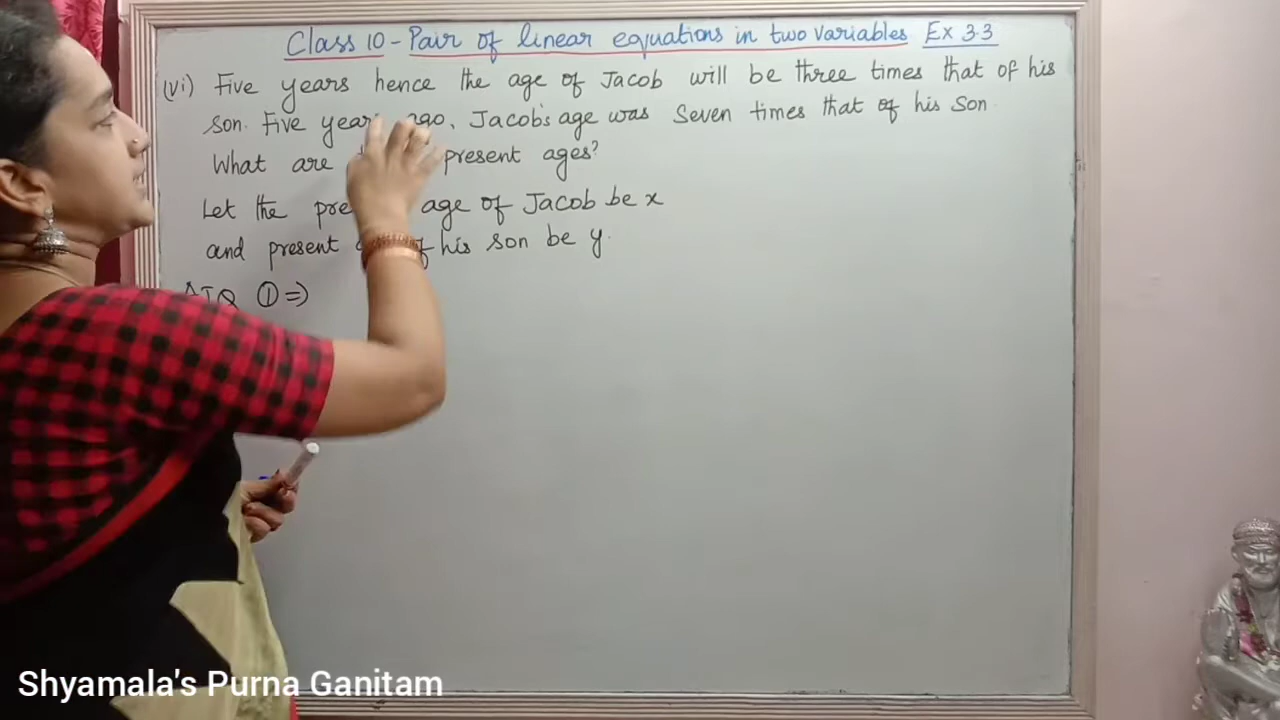 Class 10 - Pair of linear equations in two variables Ex 3.3
(vi) Five years hence the age of Jacob will be three times that of his
son. Five ago, Jacob's age was Seven times that of his son.
What are present ages?
Let the age of Jacob be x
and present of his son be y.
ATQ ① ⇒
Shyamala's Purna Ganitam